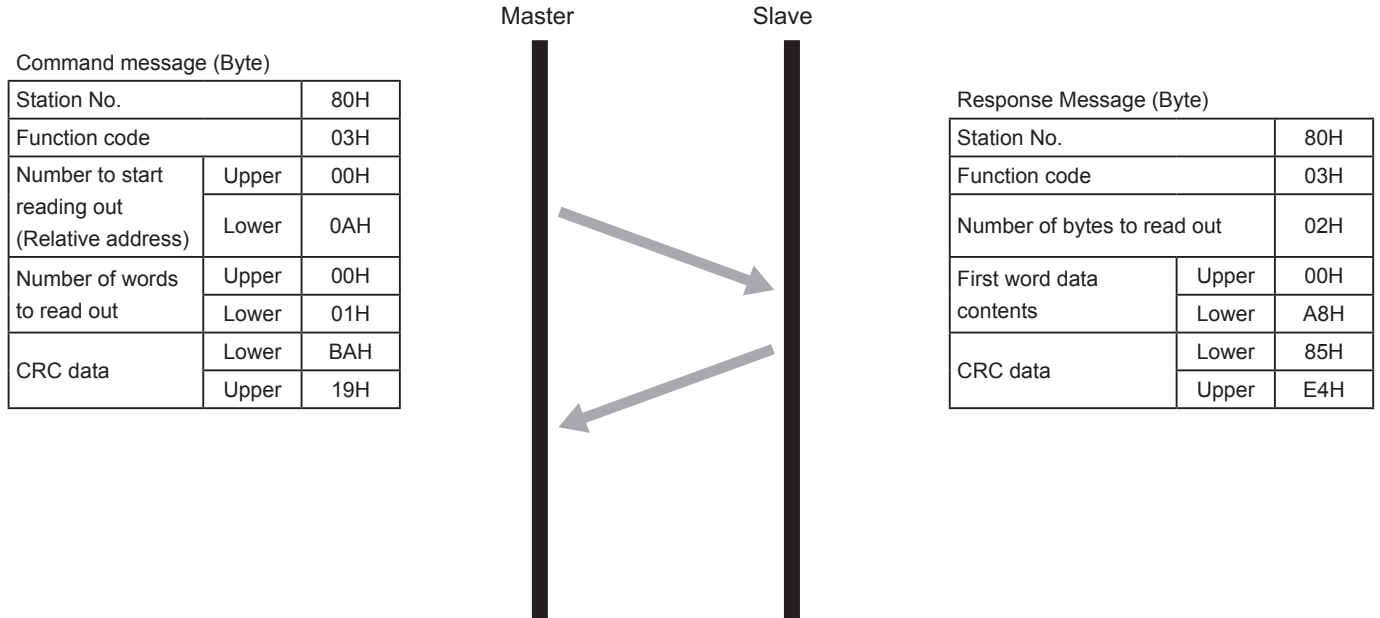 Master Slave
Command message (Byte)
Station No. 80H
Function code 03H
Number to start
reading out
(Relative address)
Upper 00H
Lower 0AH
Number of words
to read out
Upper 00H
Lower 01H
CRC data
Lower BAH
Upper 19H
Response Message (Byte)
Station No. 80H
Function code 03H
Number of bytes to read out 02H
First word data
contents
Upper 00H
Lower A8H
CRC data
Lower 85H
Upper E4H